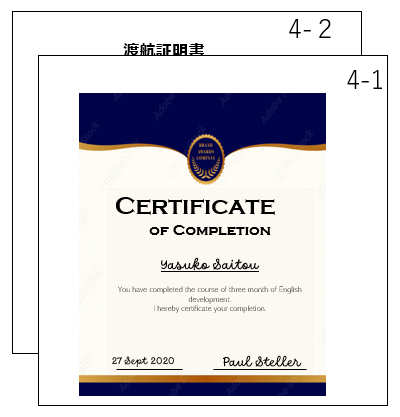 4-2
渡航証明書
4-1
BRAND
AWARDS
COMPANY
CERTIFICATE
OF COMPLETION
Yasuko Saitou
You have completed the course of three month of English
development.
I hereby certificate your completion.
27 Sept 2020
Paul Steller